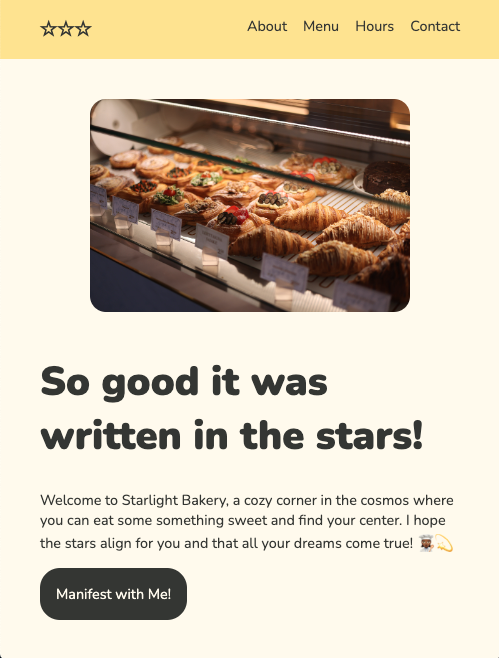 ☆☆☆
About Menu Hours Contact
So good it was
written in the stars!
Welcome to Starlight Bakery, a cozy corner in the cosmos where
you can eat some something sweet and find your center. I hope
the stars align for you and that all your dreams come true! 👨🏾‍🍳💫
Manifest with Me!